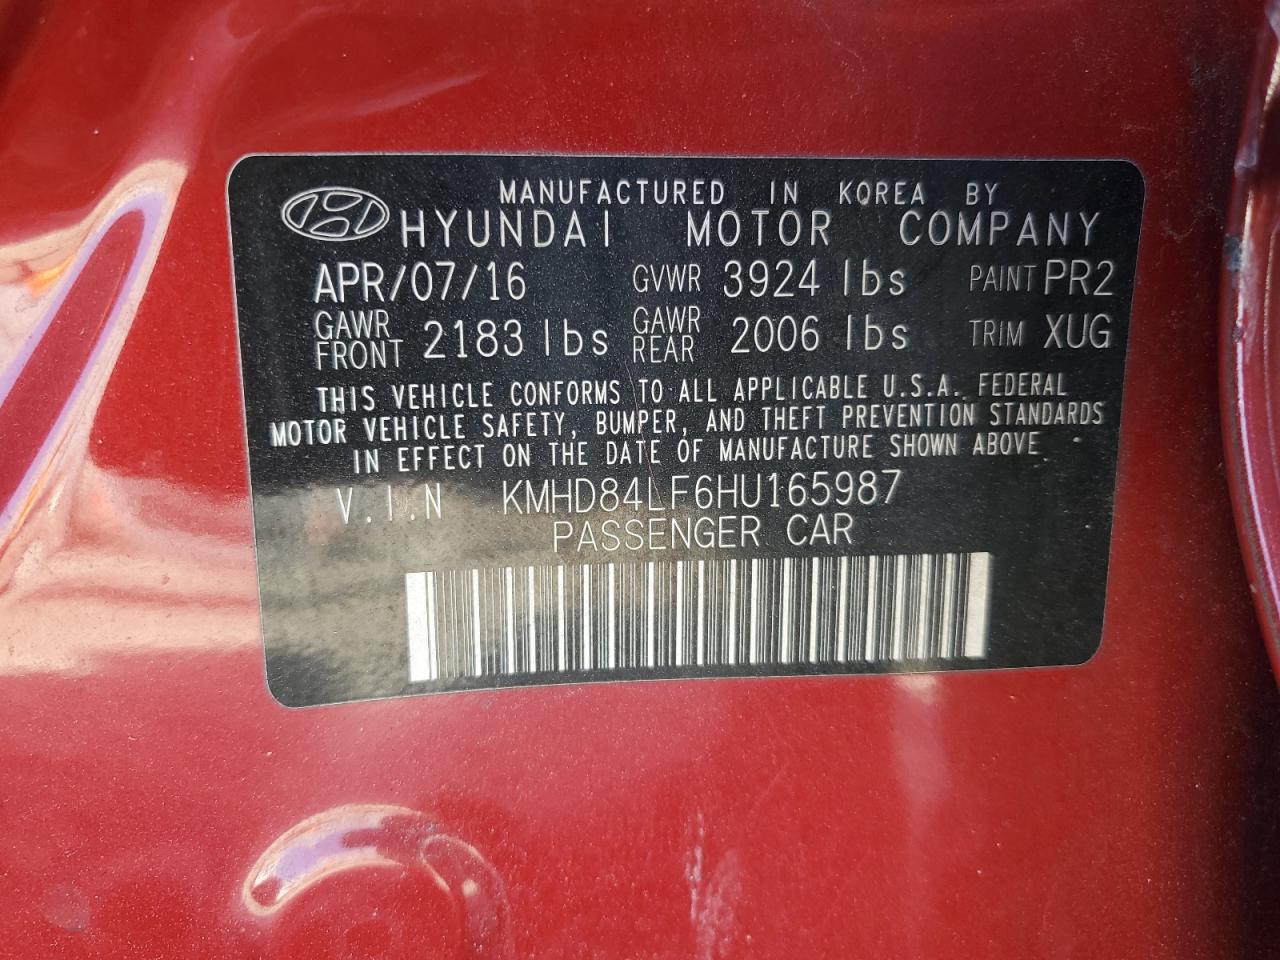 MANUFACTURED IN KOREA BY
HYUNDAI MOTOR COMPANY
APR/07/16 GVWR 3924 lbs PAINT PR2
GAWR FRONT 2183 lbs GAWR REAR 2006 lbs TRIM XUG
THIS VEHICLE CONFORMS TO ALL APPLICABLE U.S.A. FEDERAL
MOTOR VEHICLE SAFETY, BUMPER, AND THEFT PREVENTION STANDARDS
IN EFFECT ON THE DATE OF MANUFACTURE SHOWN ABOVE
V.I.N KMHD84LF6HU165987
PASSENGER CAR